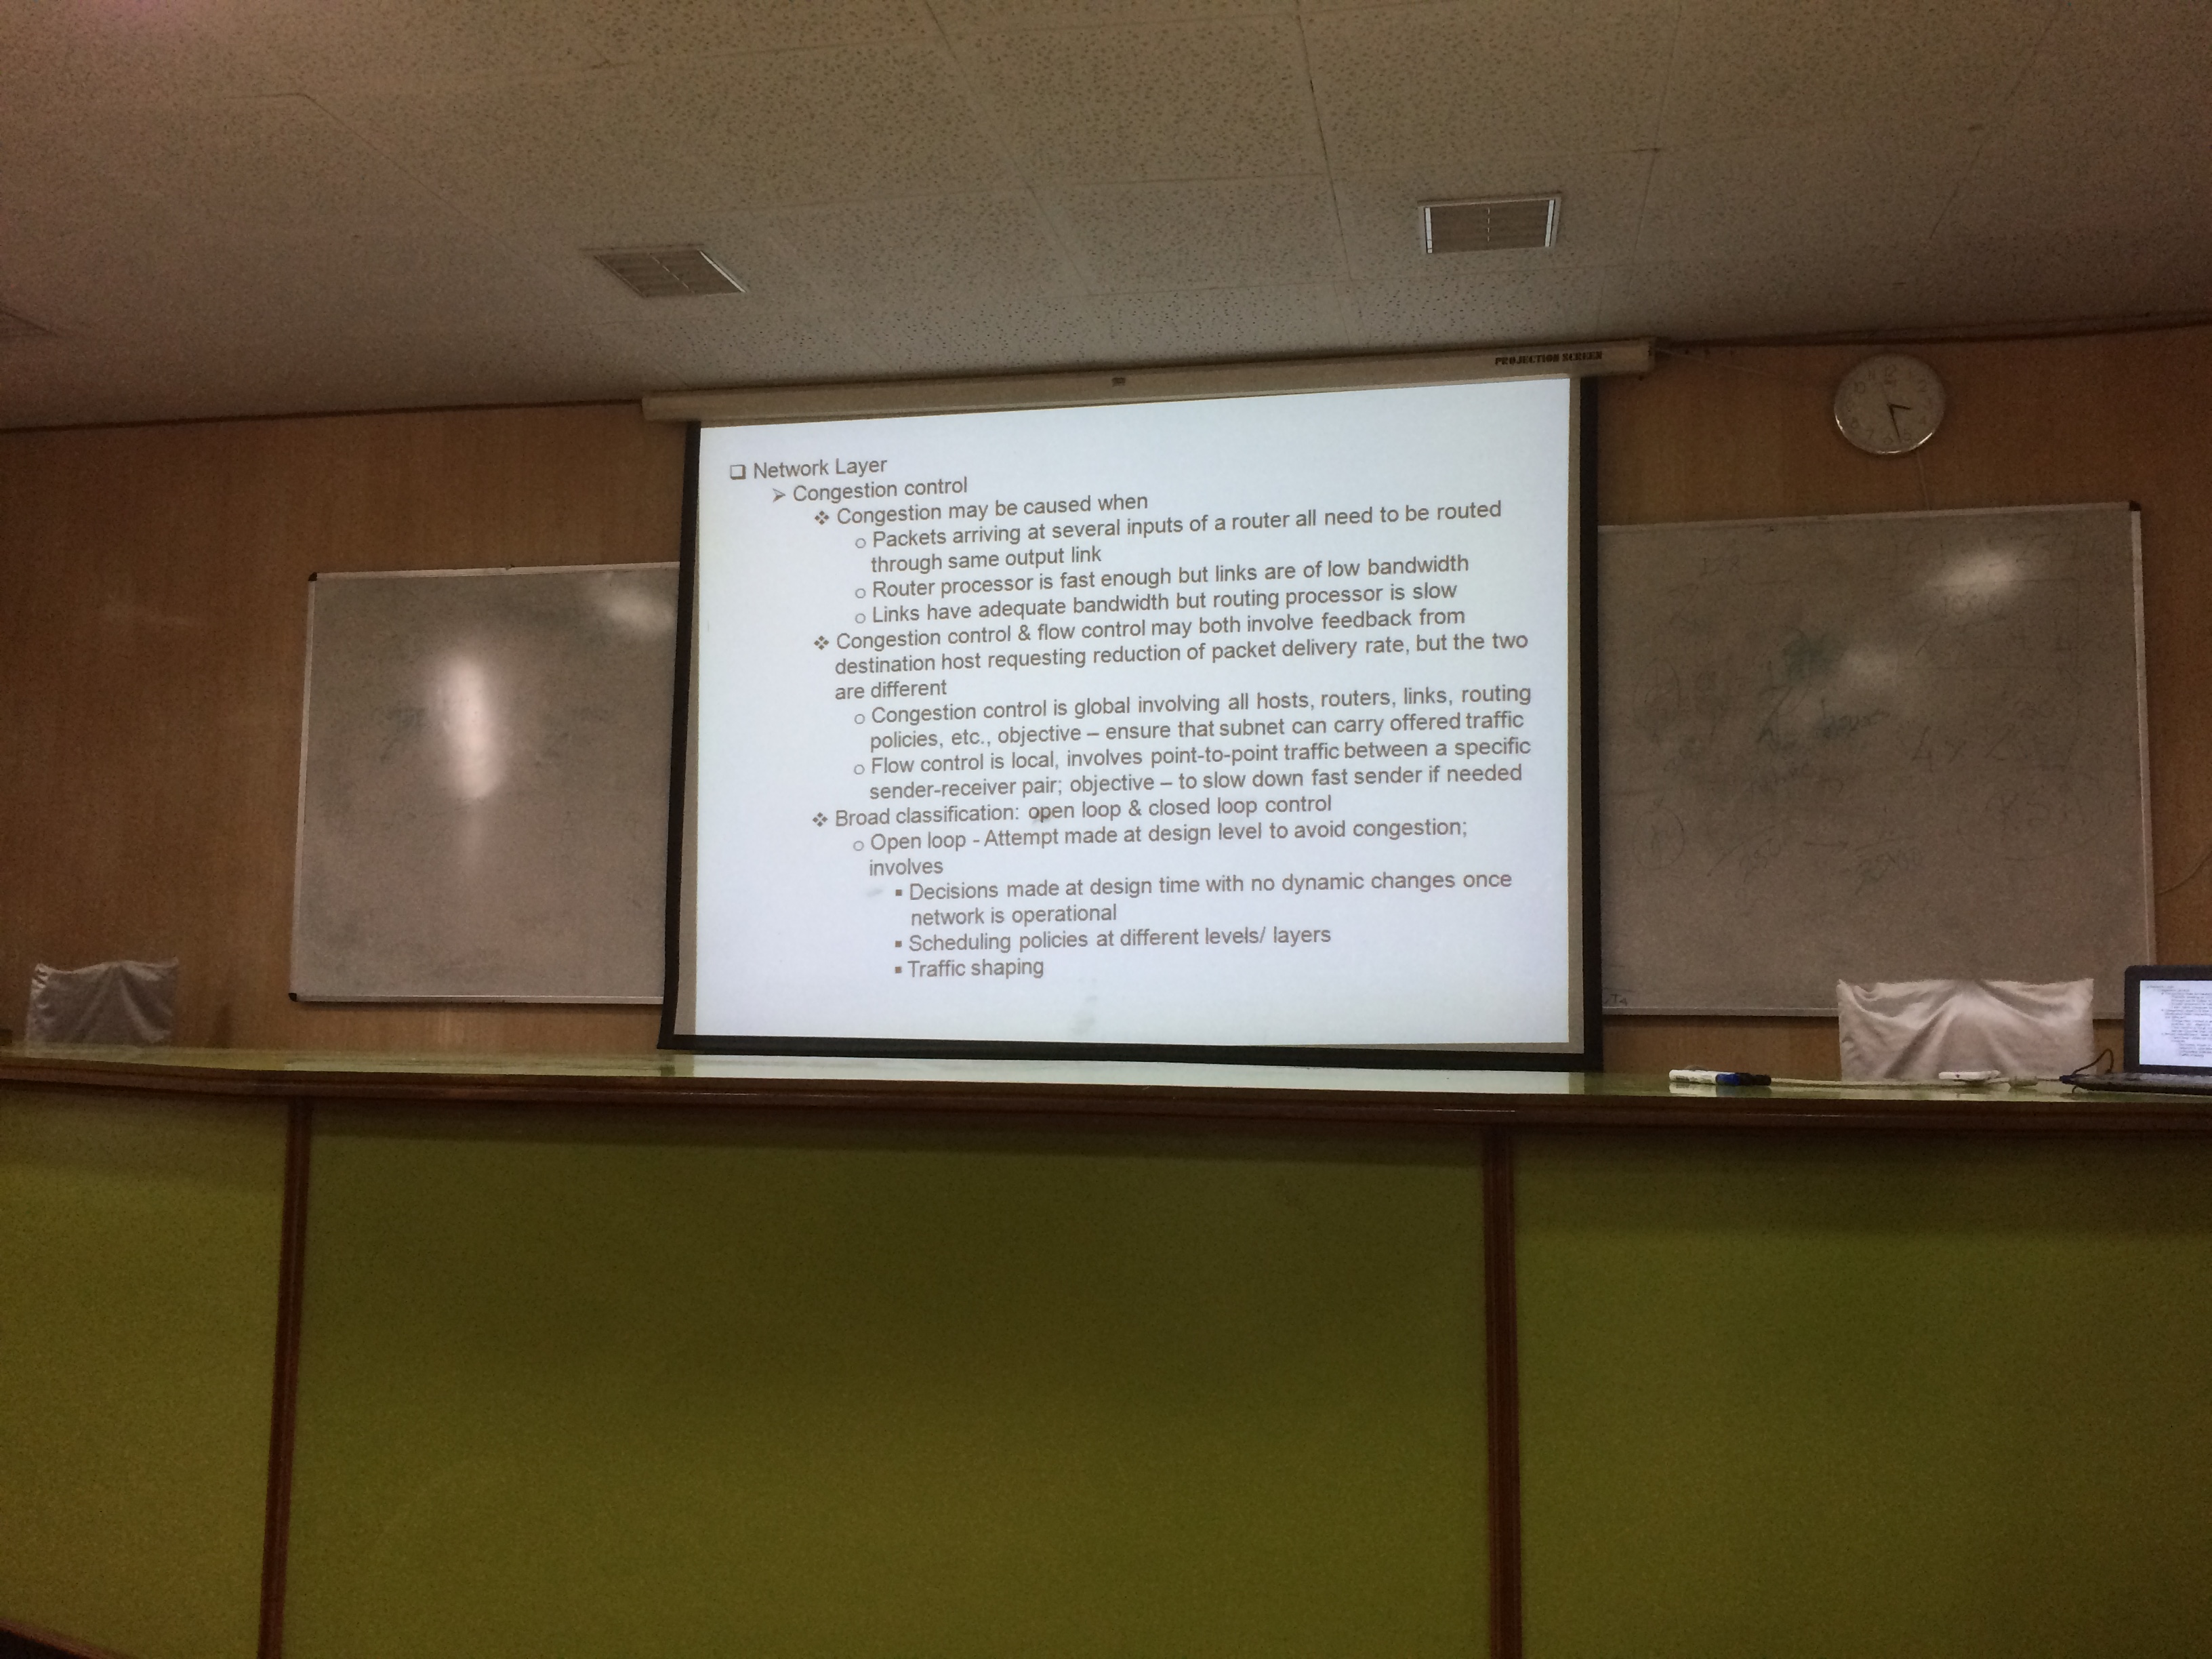 PROJECTION SCREEN
❑ Network Layer
➢ Congestion control
❖ Congestion may be caused when
o Packets arriving at several inputs of a router all need to be routed
through same output link
o Router processor is fast enough but links are of low bandwidth
o Links have adequate bandwidth but routing processor is slow
❖ Congestion control & flow control may both involve feedback from
destination host requesting reduction of packet delivery rate, but the two
are different
o Congestion control is global involving all hosts, routers, links, routing
policies, etc., objective – ensure that subnet can carry offered traffic
o Flow control is local, involves point-to-point traffic between a specific
sender-receiver pair; objective – to slow down fast sender if needed
❖ Broad classification: open loop & closed loop control
o Open loop - Attempt made at design level to avoid congestion;
involves
▪ Decisions made at design time with no dynamic changes once
network is operational
▪ Scheduling policies at different levels/ layers
▪ Traffic shaping